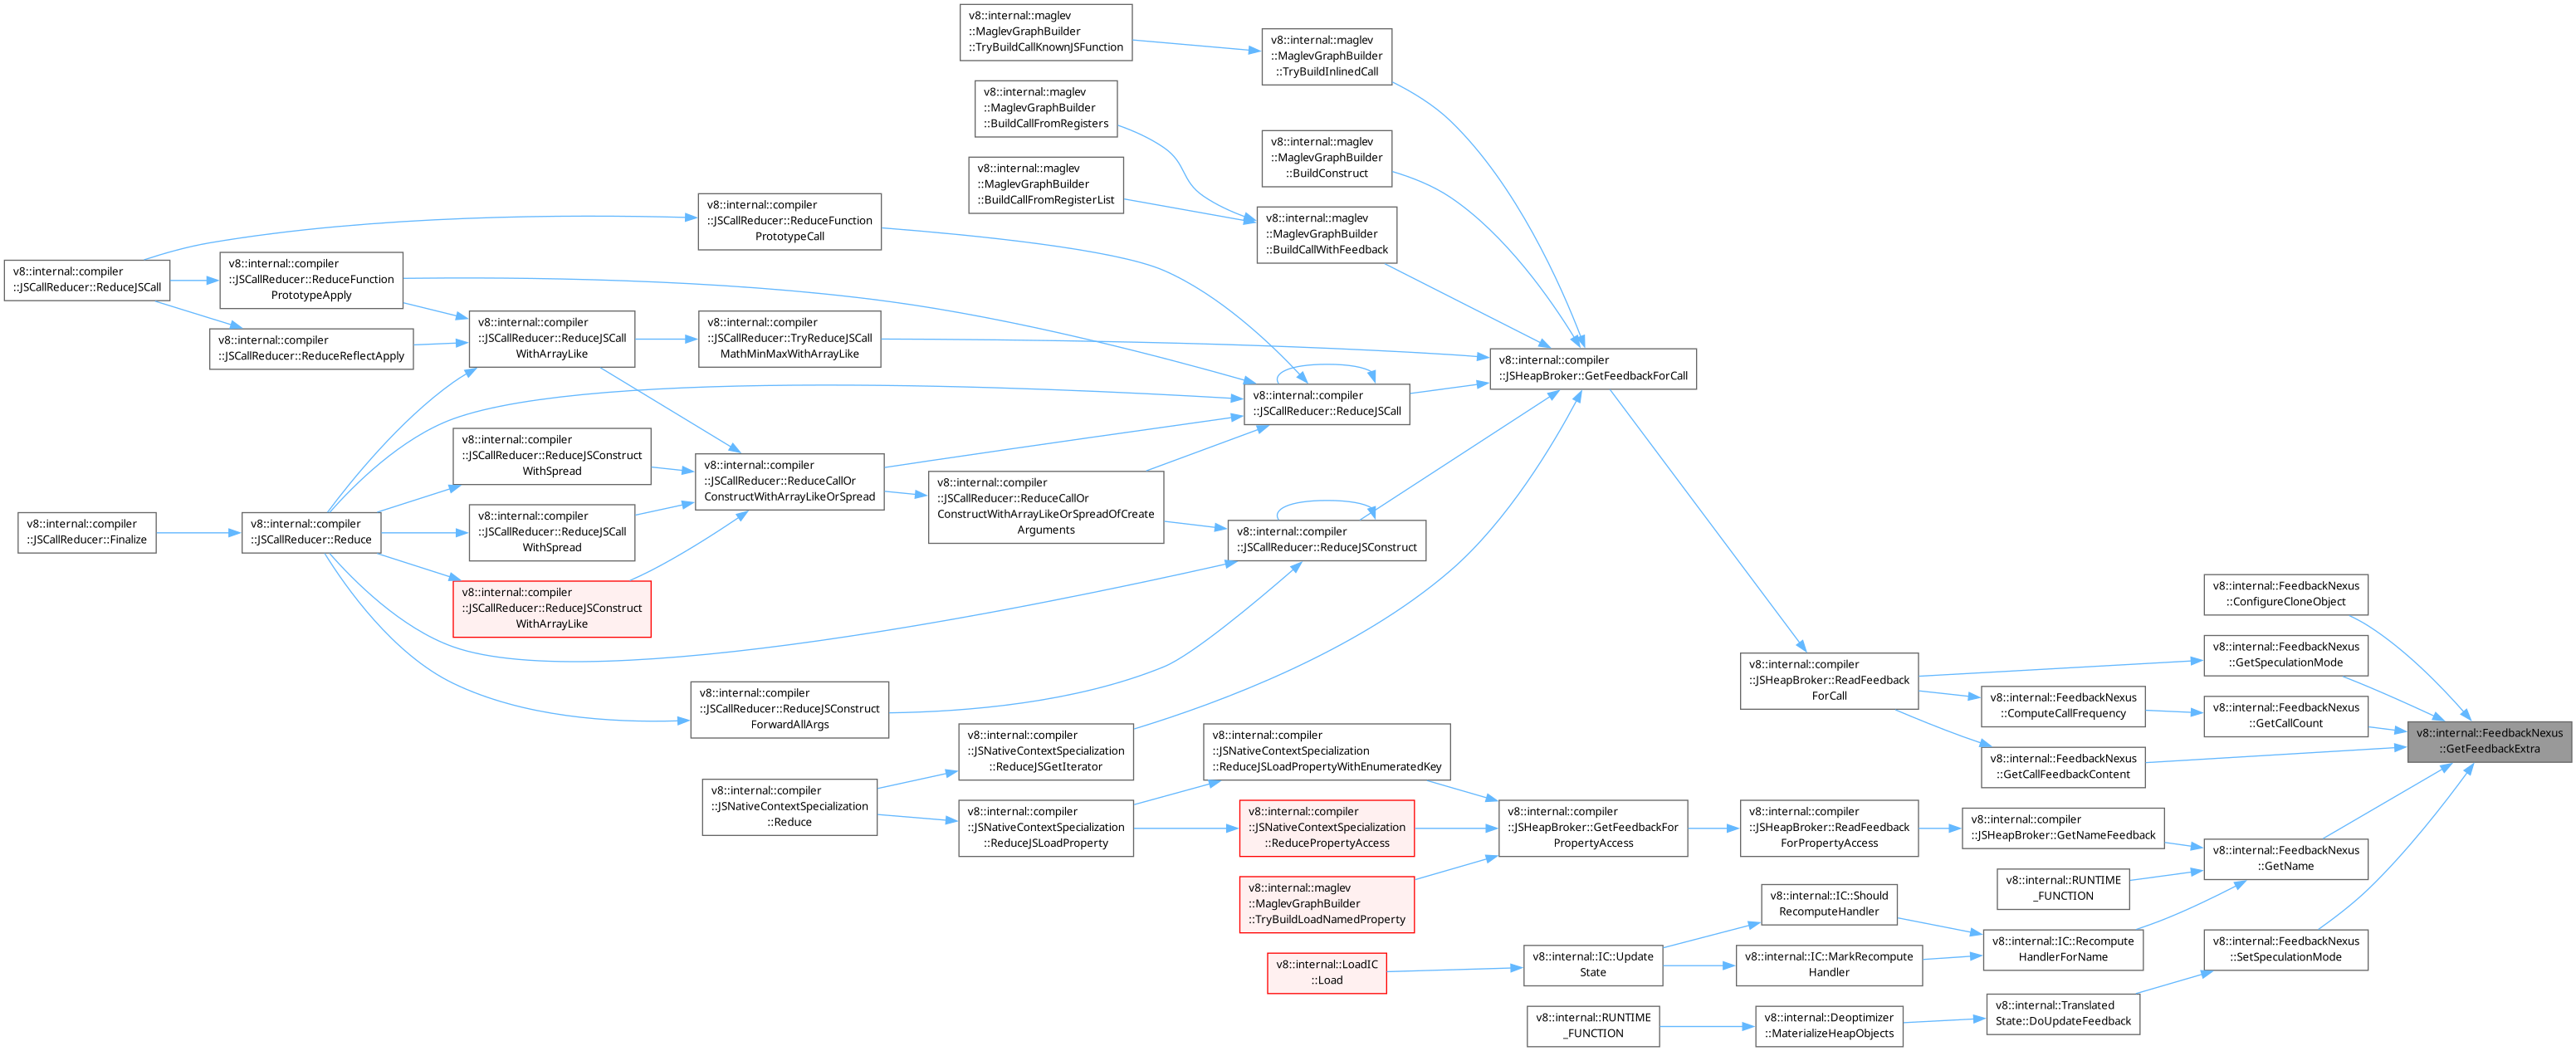 v8::internal::maglev
::MaglevGraphBuilder
::TryBuildCallKnownJSFunction
v8::internal::maglev
::MaglevGraphBuilder
::TryBuildInlinedCall
v8::internal::maglev
::MaglevGraphBuilder
::BuildCallFromRegisters
v8::internal::maglev
::MaglevGraphBuilder
::BuildConstruct
v8::internal::maglev
::MaglevGraphBuilder
::BuildCallFromRegisterList
v8::internal::compiler
::JSCallReducer::ReduceFunction
PrototypeCall
v8::internal::maglev
::MaglevGraphBuilder
::BuildCallWithFeedback
v8::internal::compiler
::JSCallReducer::ReduceJSCall
v8::internal::compiler
::JSCallReducer::ReduceFunction
PrototypeApply
v8::internal::compiler
::JSCallReducer::ReduceReflectApply
v8::internal::compiler
::JSCallReducer::ReduceJSCall
WithArrayLike
v8::internal::compiler
::JSCallReducer::TryReduceJSCall
MathMinMaxWithArrayLike
v8::internal::compiler
::JSHeapBroker::GetFeedbackForCall
v8::internal::compiler
::JSCallReducer::ReduceJSCall
v8::internal::compiler
::JSCallReducer::ReduceJSConstruct
WithSpread
v8::internal::compiler
::JSCallReducer::ReduceCallOr
ConstructWithArrayLikeOrSpread
v8::internal::compiler
::JSCallReducer::ReduceCallOr
ConstructWithArrayLikeOrSpreadOfCreate
Arguments
v8::internal::compiler
::JSCallReducer::Finalize
v8::internal::compiler
::JSCallReducer::Reduce
v8::internal::compiler
::JSCallReducer::ReduceJSCall
WithSpread
v8::internal::compiler
::JSCallReducer::ReduceJSConstruct
v8::internal::compiler
::JSCallReducer::ReduceJSConstruct
WithArrayLike
v8::internal::FeedbackNexus
::ConfigureCloneObject
v8::internal::compiler
::JSHeapBroker::ReadFeedback
ForCall
v8::internal::FeedbackNexus
::GetSpeculationMode
v8::internal::compiler
::JSCallReducer::ReduceJSConstruct
ForwardAllArgs
v8::internal::FeedbackNexus
::ComputeCallFrequency
v8::internal::FeedbackNexus
::GetCallCount
v8::internal::FeedbackNexus
::GetFeedbackExtra
v8::internal::compiler
::JSNativeContextSpecialization
::ReduceJSGetIterator
v8::internal::compiler
::JSNativeContextSpecialization
::ReduceJSLoadPropertyWithEnumeratedKey
v8::internal::FeedbackNexus
::GetCallFeedbackContent
v8::internal::compiler
::JSNativeContextSpecialization
::Reduce
v8::internal::compiler
::JSNativeContextSpecialization
::ReduceJSLoadProperty
v8::internal::compiler
::JSNativeContextSpecialization
::ReducePropertyAccess
v8::internal::compiler
::JSHeapBroker::GetFeedbackFor
PropertyAccess
v8::internal::compiler
::JSHeapBroker::ReadFeedback
ForPropertyAccess
v8::internal::compiler
::JSHeapBroker::GetNameFeedback
v8::internal::FeedbackNexus
::GetName
v8::internal::RUNTIME
_FUNCTION
v8::internal::maglev
::MaglevGraphBuilder
::TryBuildLoadNamedProperty
v8::internal::IC::Should
RecomputeHandler
v8::internal::IC::Recompute
HandlerForName
v8::internal::FeedbackNexus
::SetSpeculationMode
v8::internal::LoadIC
::Load
v8::internal::IC::Update
State
v8::internal::IC::MarkRecompute
Handler
v8::internal::Translated
State::DoUpdateFeedback
v8::internal::RUNTIME
_FUNCTION
v8::internal::Deoptimizer
::MaterializeHeapObjects